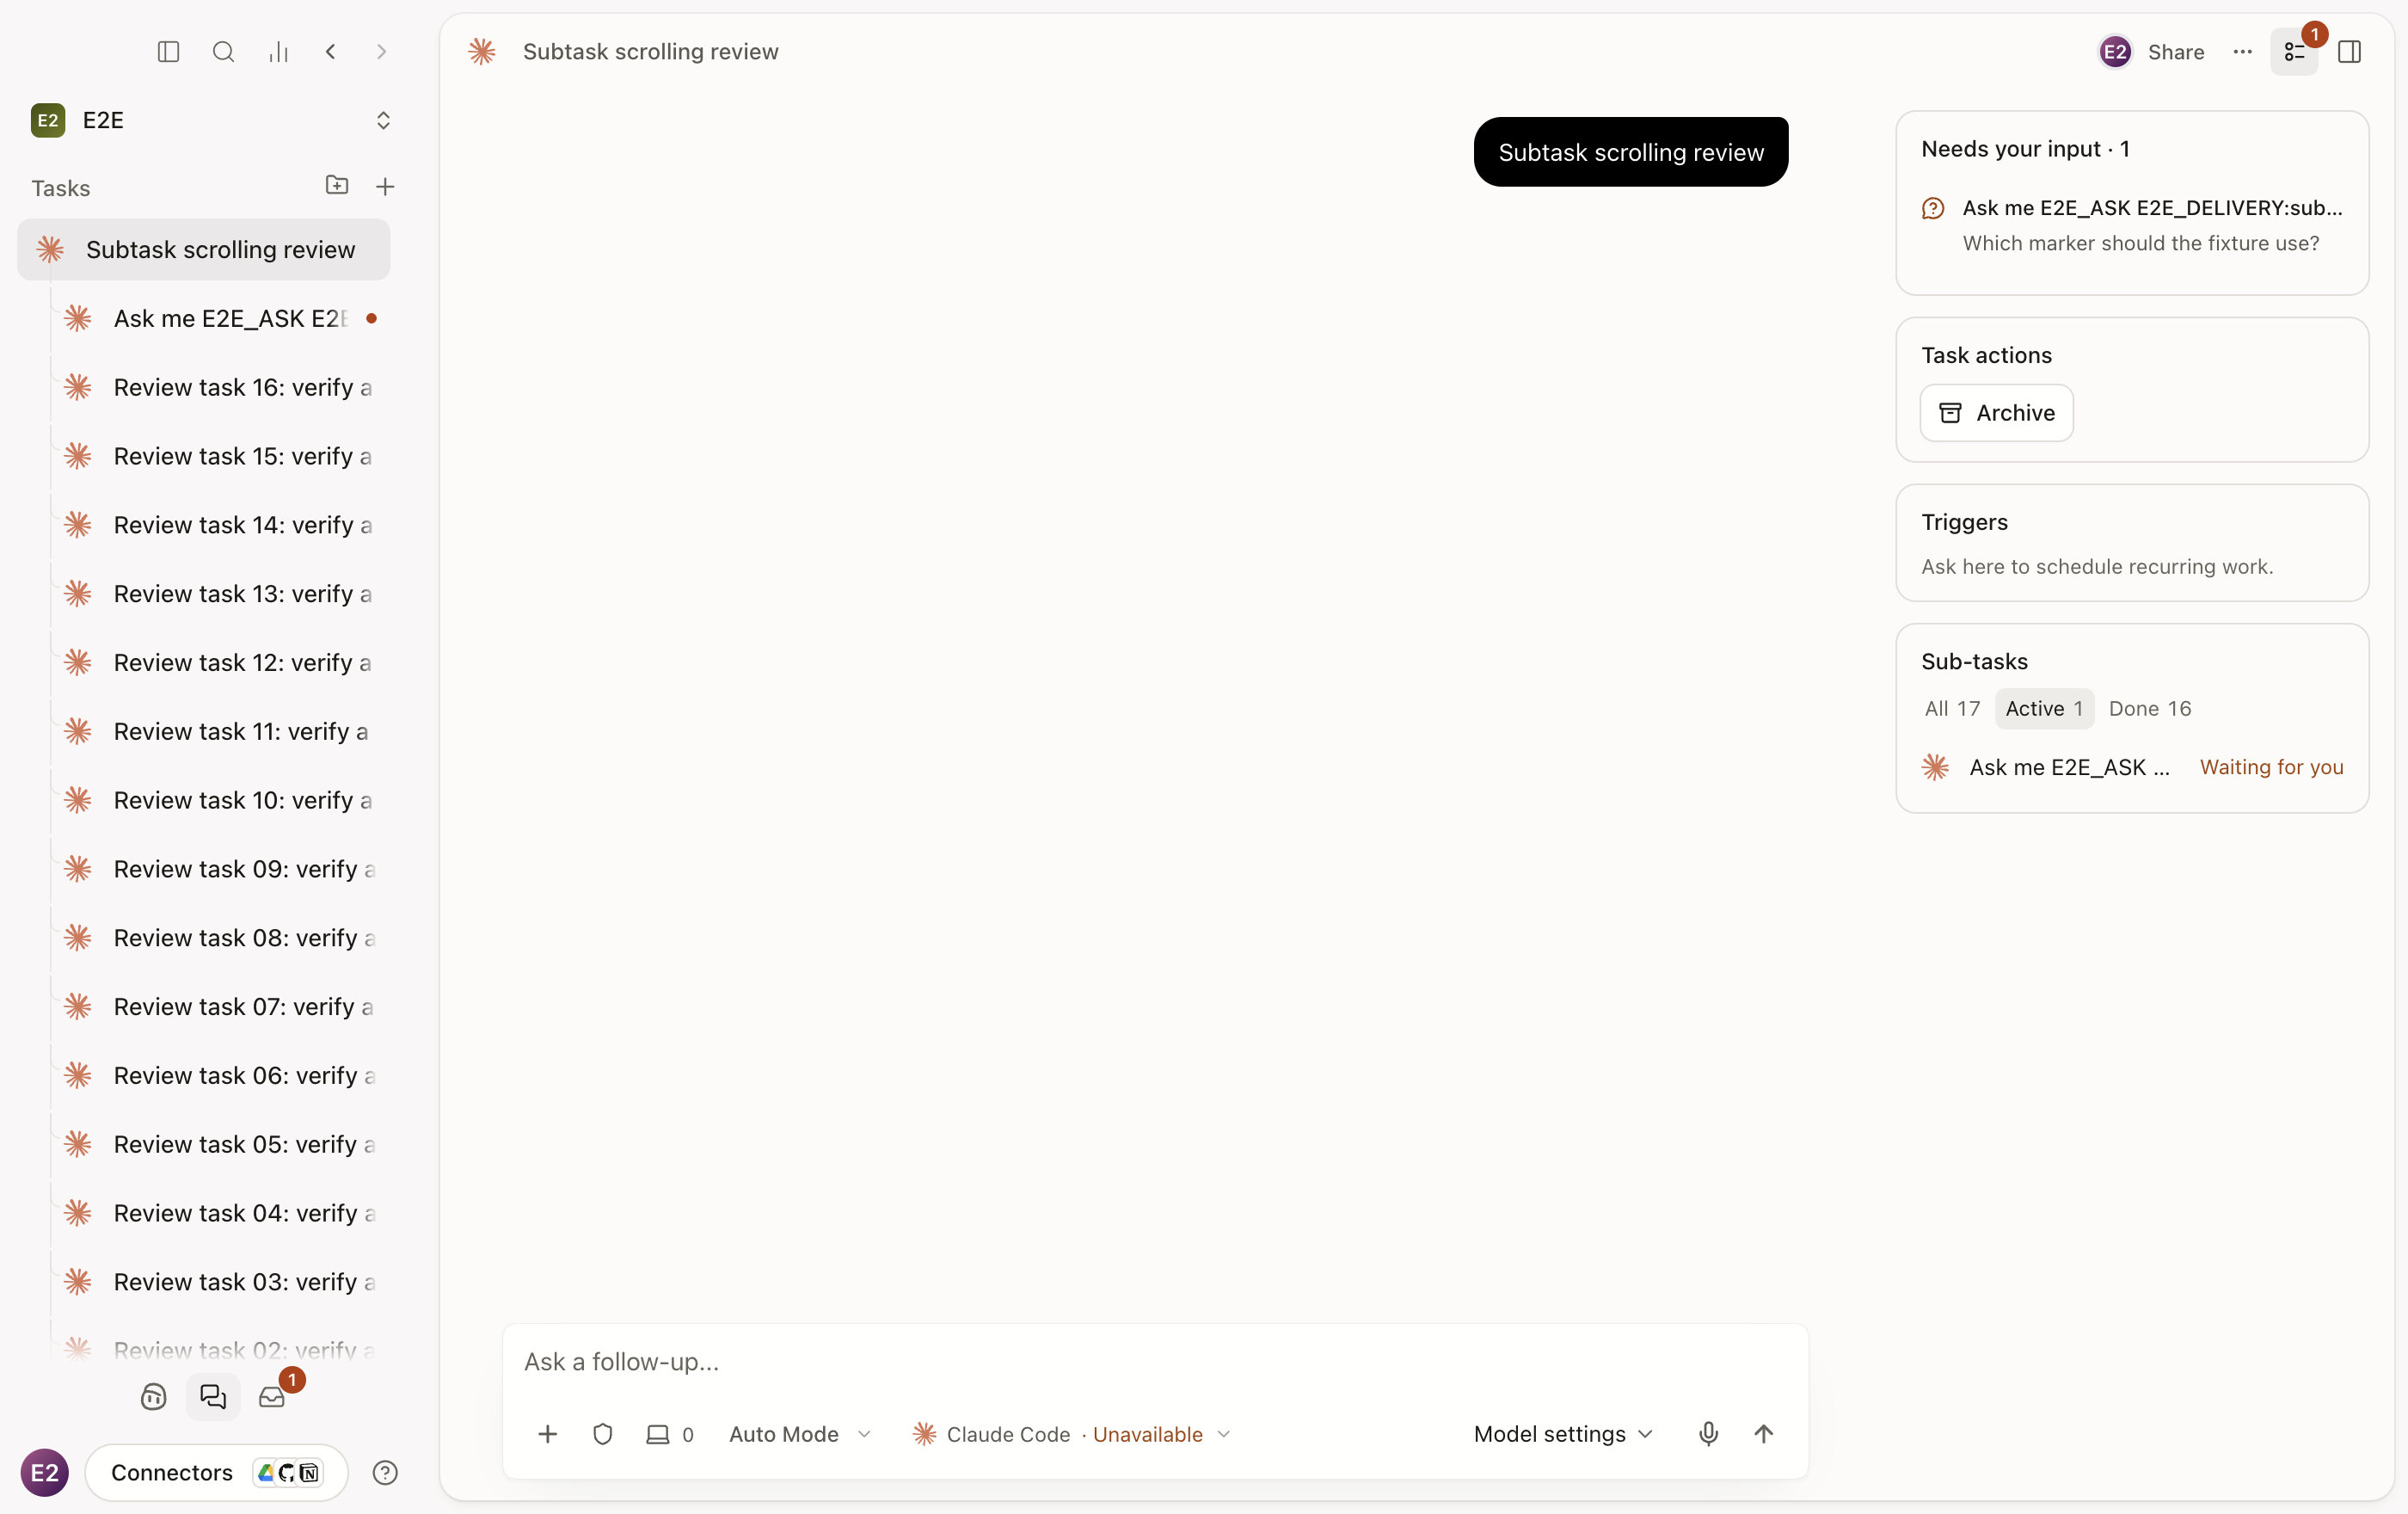 E2 E2E
Tasks
Subtask scrolling review
Ask me E2E_ASK E2E
Review task 16: verify a
Review task 15: verify a
Review task 14: verify a
Review task 13: verify a
Review task 12: verify a
Review task 11: verify a
Review task 10: verify a
Review task 09: verify a
Review task 08: verify a
Review task 07: verify a
Review task 06: verify a
Review task 05: verify a
Review task 04: verify a
Review task 03: verify a
Review task 02: verify a
1
E2 Connectors
Subtask scrolling review
E2 Share 1
Subtask scrolling review
Needs your input · 1
Ask me E2E_ASK E2E_DELIVERY:sub...
Which marker should the fixture use?
Task actions
Archive
Triggers
Ask here to schedule recurring work.
Sub-tasks
All 17 Active 1 Done 16
Ask me E2E_ASK ... Waiting for you
Ask a follow-up...
0 Auto Mode Claude Code · Unavailable Model settings